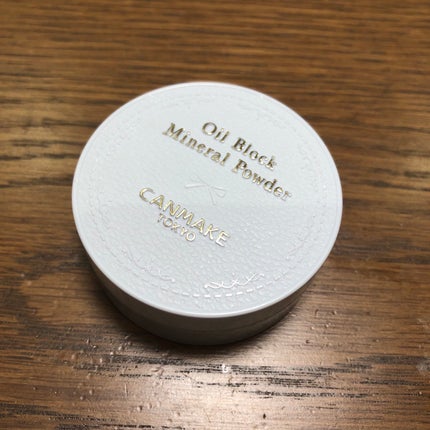 Oil Block
Mineral Powder
CANMAKE
TOKYO